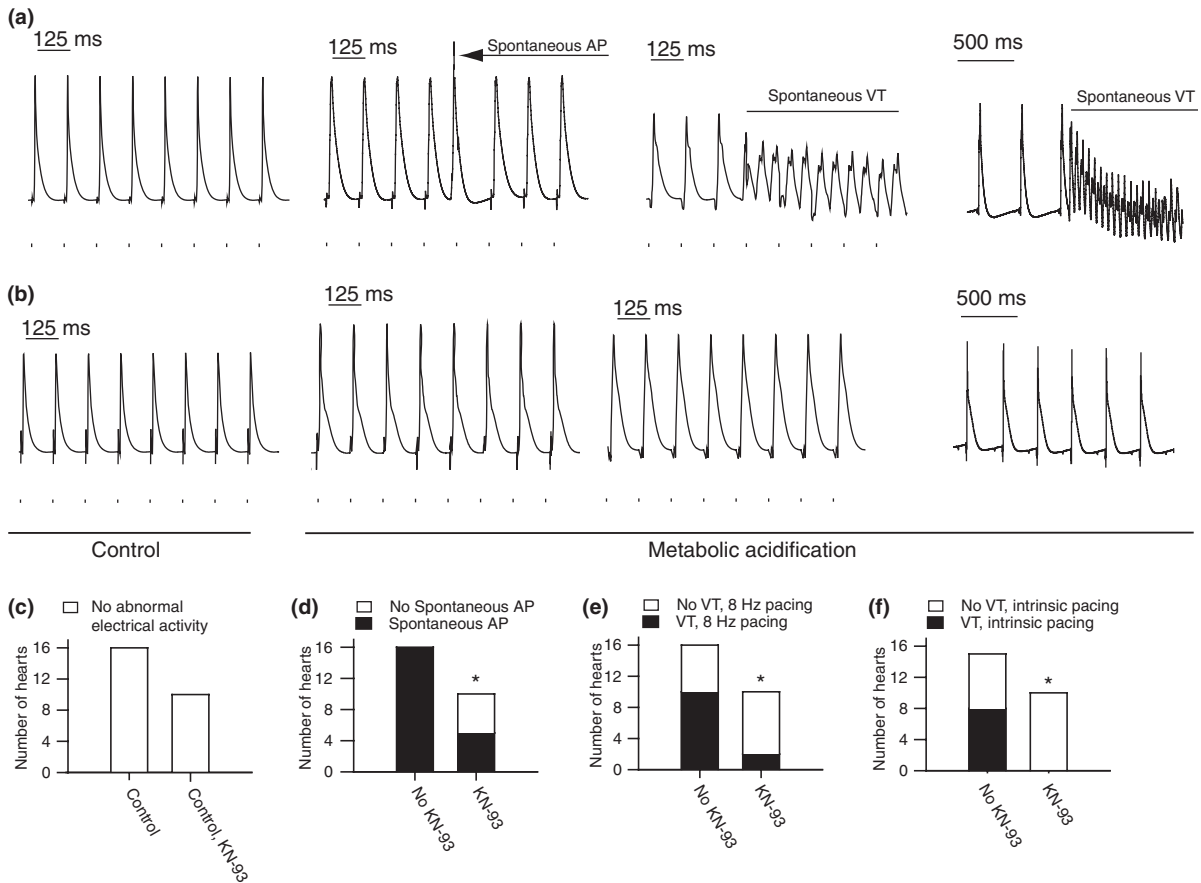 (a)
125 ms
125 ms
Spontaneous AP
125 ms
Spontaneous VT
500 ms
Spontaneous VT
(b)
125 ms
125 ms
125 ms
500 ms
Control
Metabolic acidification
(c)
No abnormal
electrical activity
Number of hearts
16
12
8
4
0
Control
Control, KN-93
(d)
No Spontaneous AP
Spontaneous AP
Number of hearts
16
12
8
4
0
*
No KN-93
KN-93
(e)
No VT, 8 Hz pacing
VT, 8 Hz pacing
Number of hearts
16
12
8
4
0
*
No KN-93
KN-93
(f)
No VT, intrinsic pacing
VT, intrinsic pacing
Number of hearts
16
12
8
4
0
*
No KN-93
KN-93